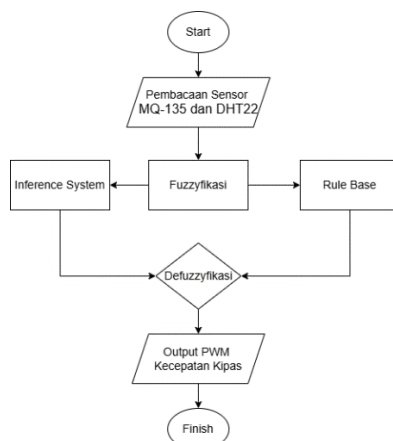 Start
Pembacaan Sensor
MQ-135 dan DHT22
Inference System
Fuzzyfikasi
Rule Base
Defuzzyfikasi
Output PWM
Kecepatan Kipas
Finish